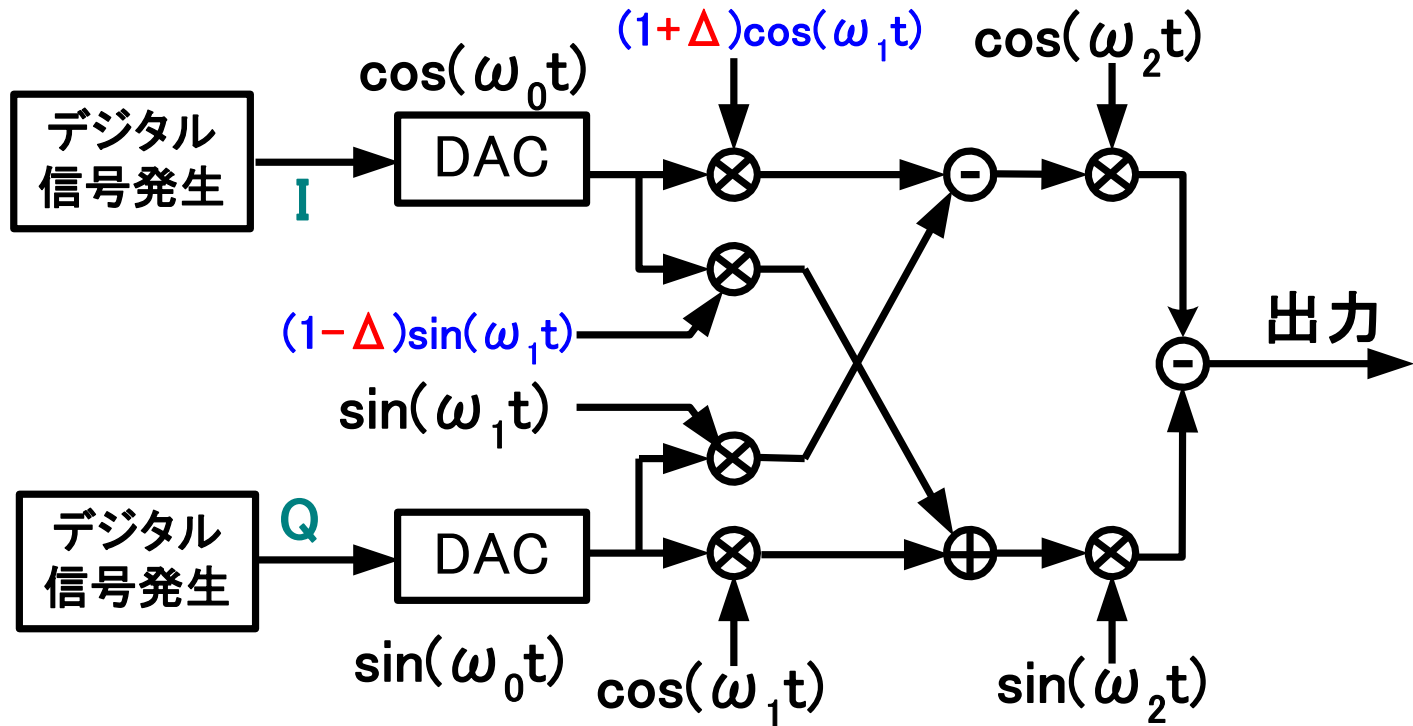 (1+Δ)cos(ω₁t)
cos(ω₂t)
cos(ω₀t)
デジタル
信号発生
I
DAC
-
(1-Δ)sin(ω₁t)
出力
-
sin(ω₁t)
デジタル
信号発生
Q
DAC
sin(ω₀t)
cos(ω₁t)
sin(ω₂t)